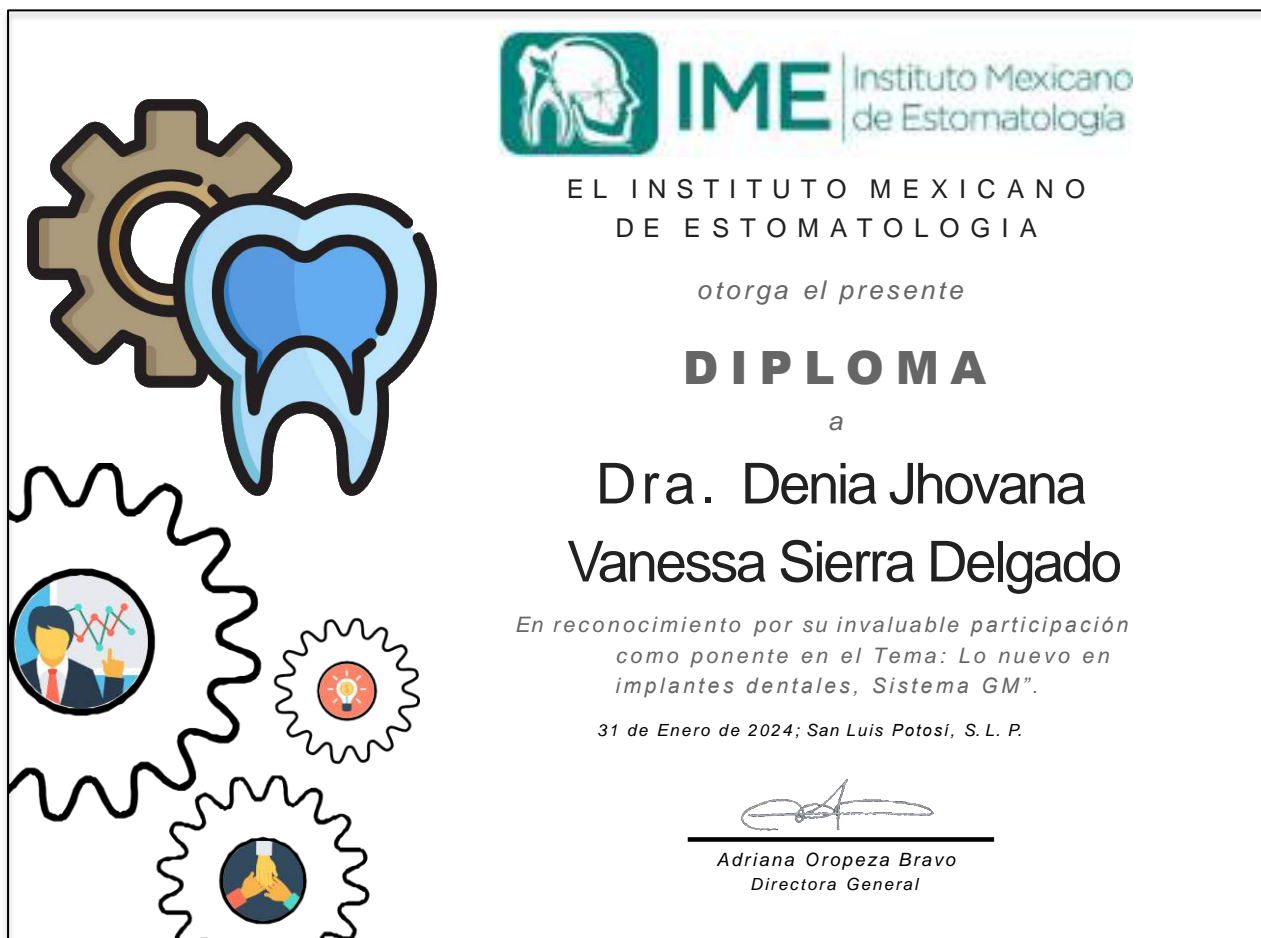 IME Instituto Mexicano
de Estomatología
EL INSTITUTO MEXICANO
DE ESTOMATOLOGIA
otorga el presente
DIPLOMA
a
Dra. Denia Jhovana
Vanessa Sierra Delgado
En reconocimiento por su invaluable participación
como ponente en el Tema: Lo nuevo en
implantes dentales, Sistema GM”.
31 de Enero de 2024; San Luis Potosí, S. L. P.
Adriana Oropeza Bravo
Directora General